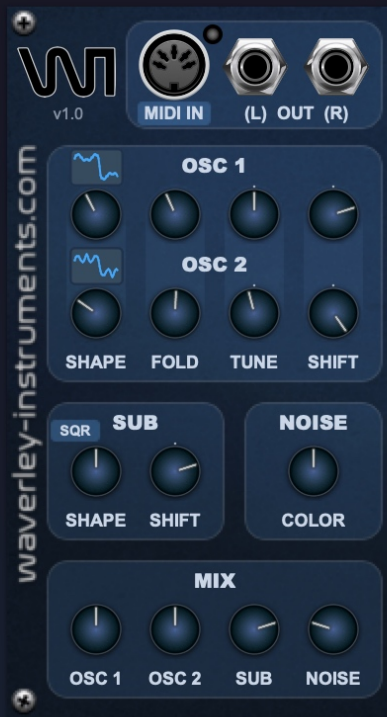 v1.0
MIDI IN
(L) OUT (R)
waverley-instruments.com
OSC 1
OSC 2
SHAPE FOLD TUNE SHIFT
SUB
SQR
SHAPE SHIFT
NOISE
COLOR
MIX
OSC 1 OSC 2 SUB NOISE